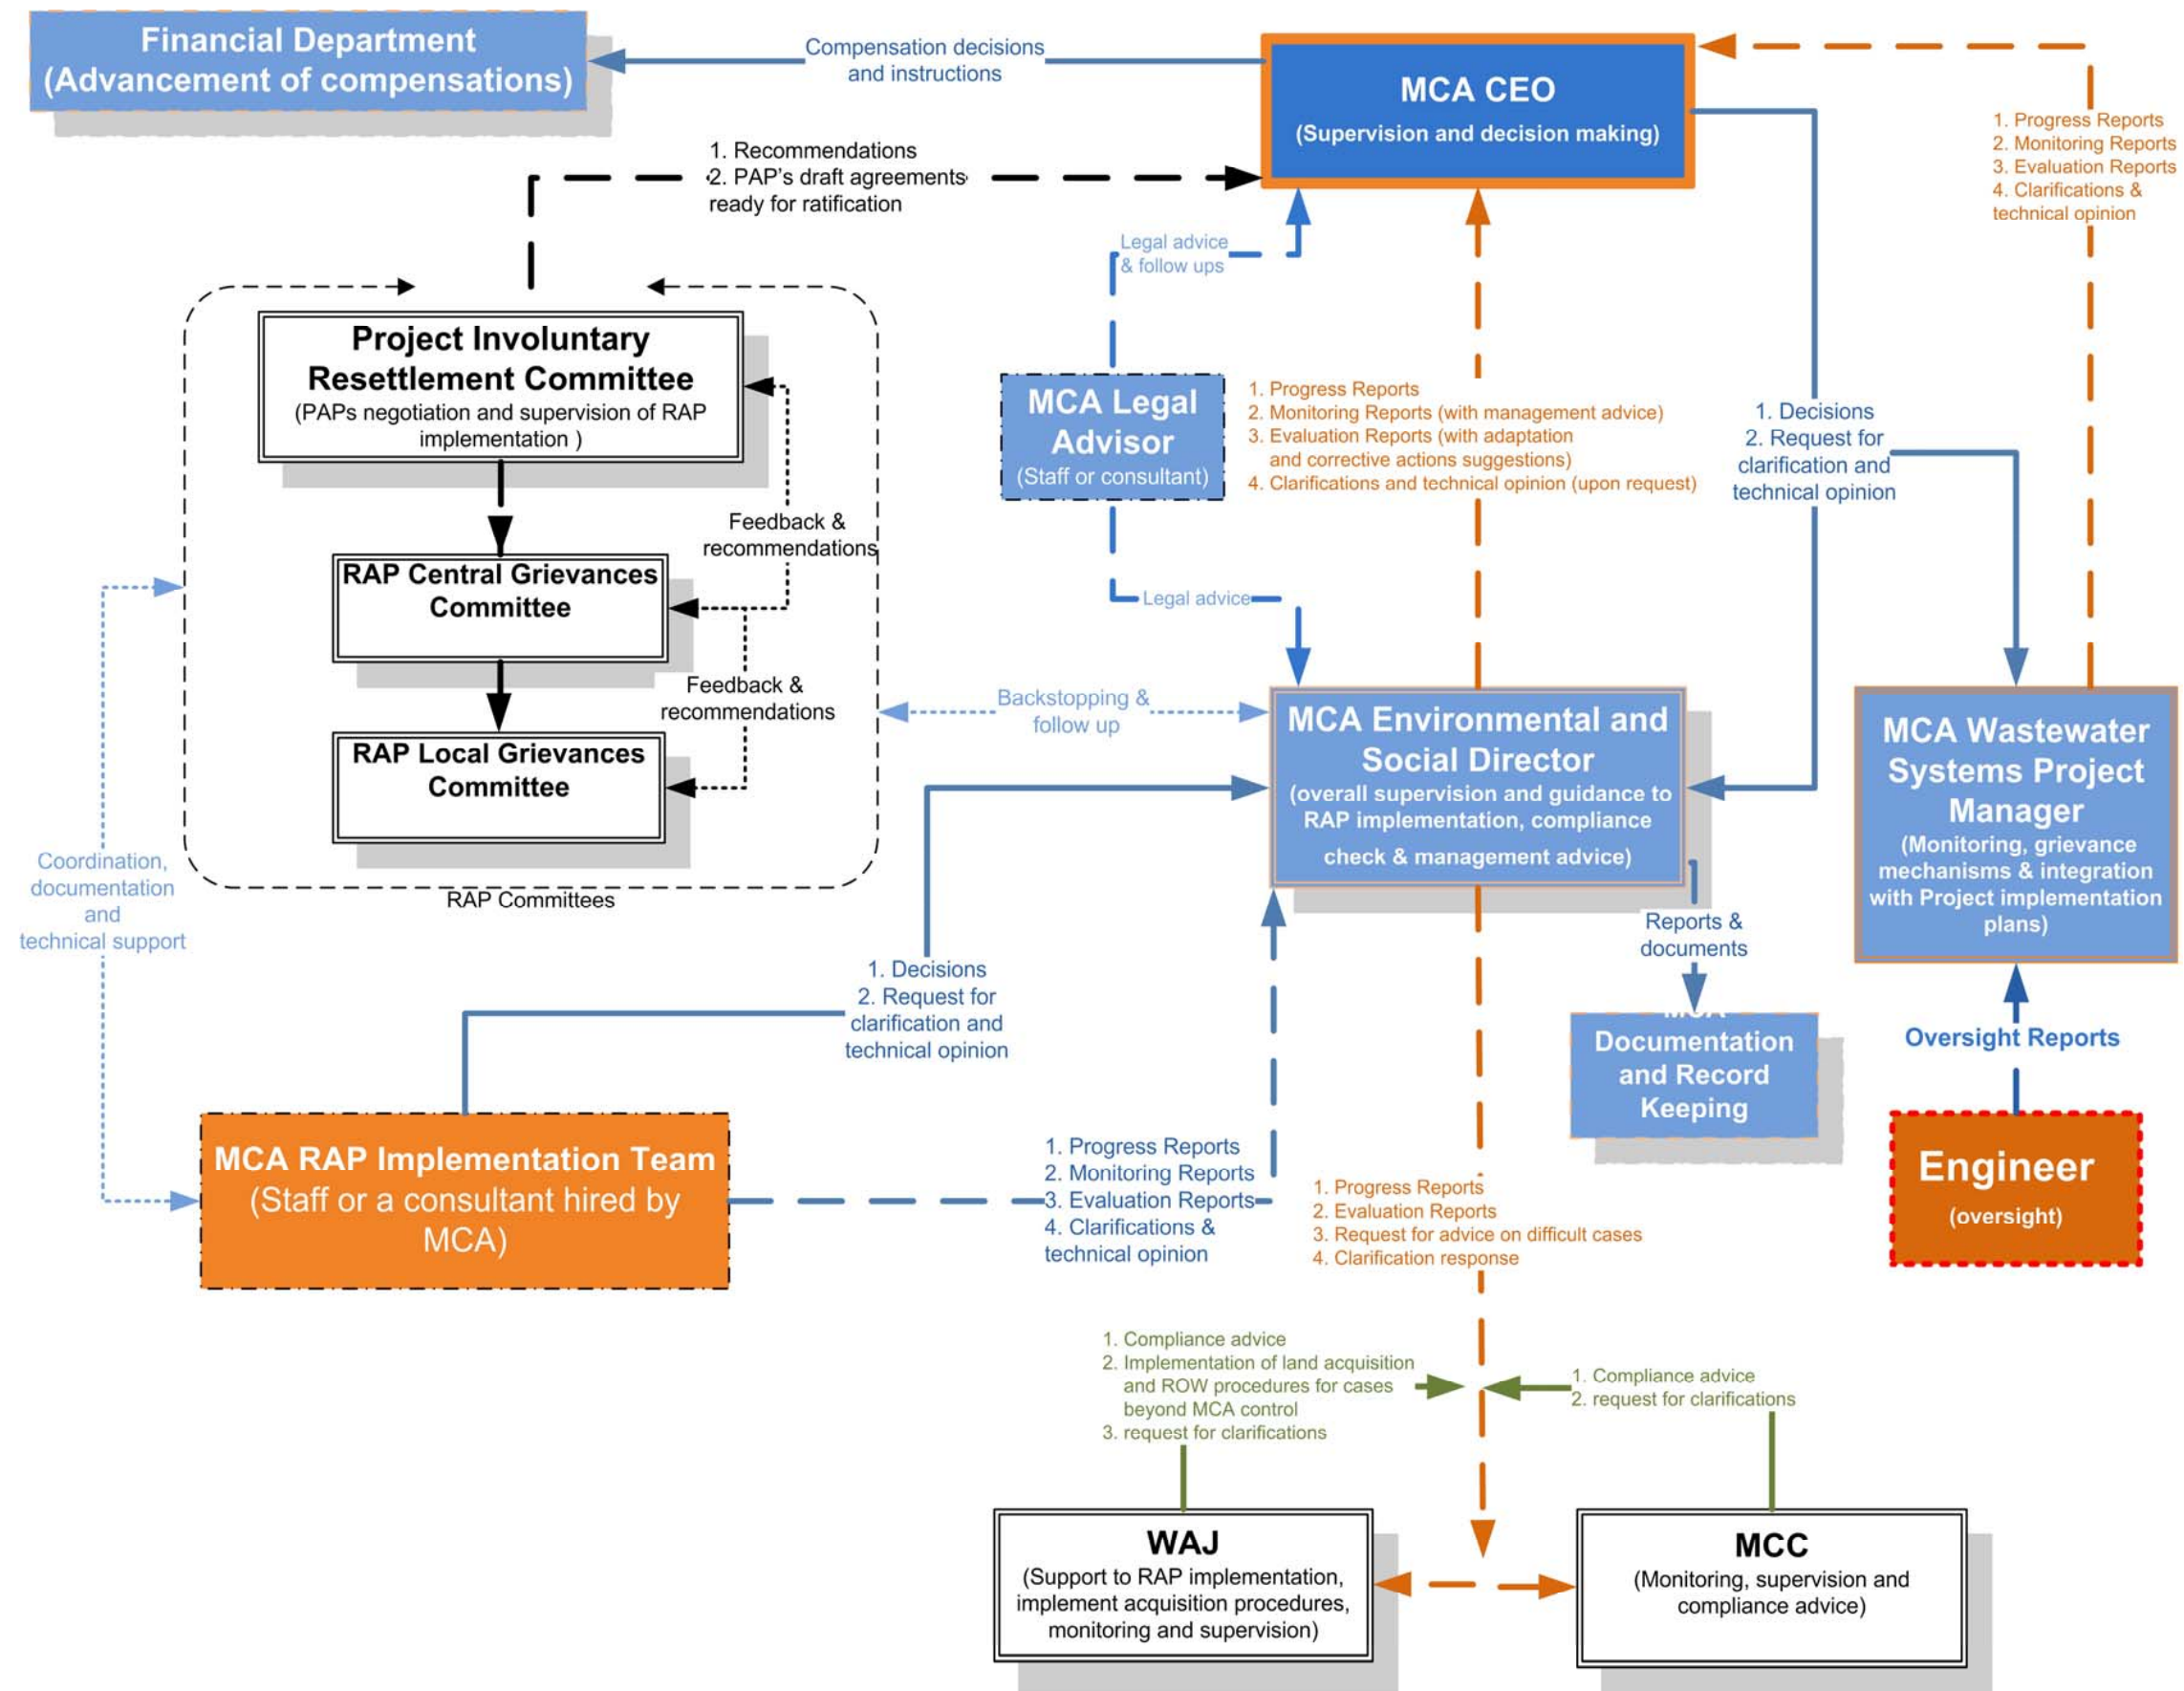 Financial Department
(Advancement of compensations)
Compensation decisions
and instructions
MCA CEO
(Supervision and decision making)
1. Progress Reports
2. Monitoring Reports
3. Evaluation Reports
4. Clarifications &
technical opinion
1. Recommendations
2. PAP's draft agreements
ready for ratification
Legal advice
& follow ups
Project Involuntary
Resettlement Committee
(PAPs negotiation and supervision of RAP
implementation )
MCA Legal
Advisor
(Staff or consultant)
1. Progress Reports
2. Monitoring Reports (with management advice)
3. Evaluation Reports (with adaptation
and corrective actions suggestions)
4. Clarifications and technical opinion (upon request)
1. Decisions
2. Request for
clarification and
technical opinion
Feedback &
recommendations
RAP Central Grievances
Committee
Legal advice
Feedback &
recommendations
RAP Local Grievances
Committee
RAP Committees
Backstopping &
follow up
MCA Environmental and
Social Director
(overall supervision and guidance to
RAP implementation, compliance
check & management advice)
MCA Wastewater
Systems Project
Manager
(Monitoring, grievance
mechanisms & integration
with Project implementation
plans)
Coordination,
documentation
and
technical support
1. Decisions
2. Request for
clarification and
technical opinion
Reports &
documents
MCA
Documentation
and Record
Keeping
Oversight Reports
Engineer
(oversight)
MCA RAP Implementation Team
(Staff or a consultant hired by
MCA)
1. Progress Reports
2. Monitoring Reports
3. Evaluation Reports
4. Clarifications &
technical opinion
1. Progress Reports
2. Evaluation Reports
3. Request for advice on difficult cases
4. Clarification response
1. Compliance advice
2. Implementation of land acquisition
and ROW procedures for cases
beyond MCA control
3. request for clarifications
1. Compliance advice
2. request for clarifications
WAJ
(Support to RAP implementation,
implement acquisition procedures,
monitoring and supervision)
MCC
(Monitoring, supervision and
compliance advice)